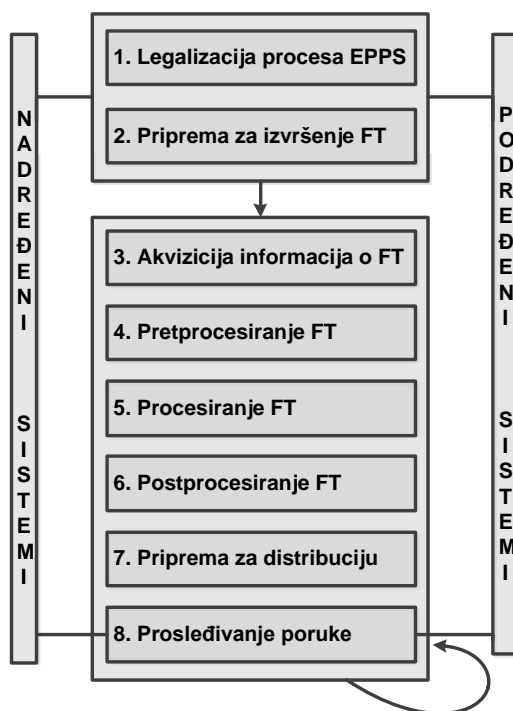 NADREĐENI SISTEMI
1. Legalizacija procesa EPPS
2. Priprema za izvršenje FT
3. Akvizicija informacija o FT
4. Pretprocesiranje FT
5. Procesiranje FT
6. Postprocesiranje FT
7. Priprema za distribuciju
8. Prosleđivanje poruke
PODREĐENI SISTEMI